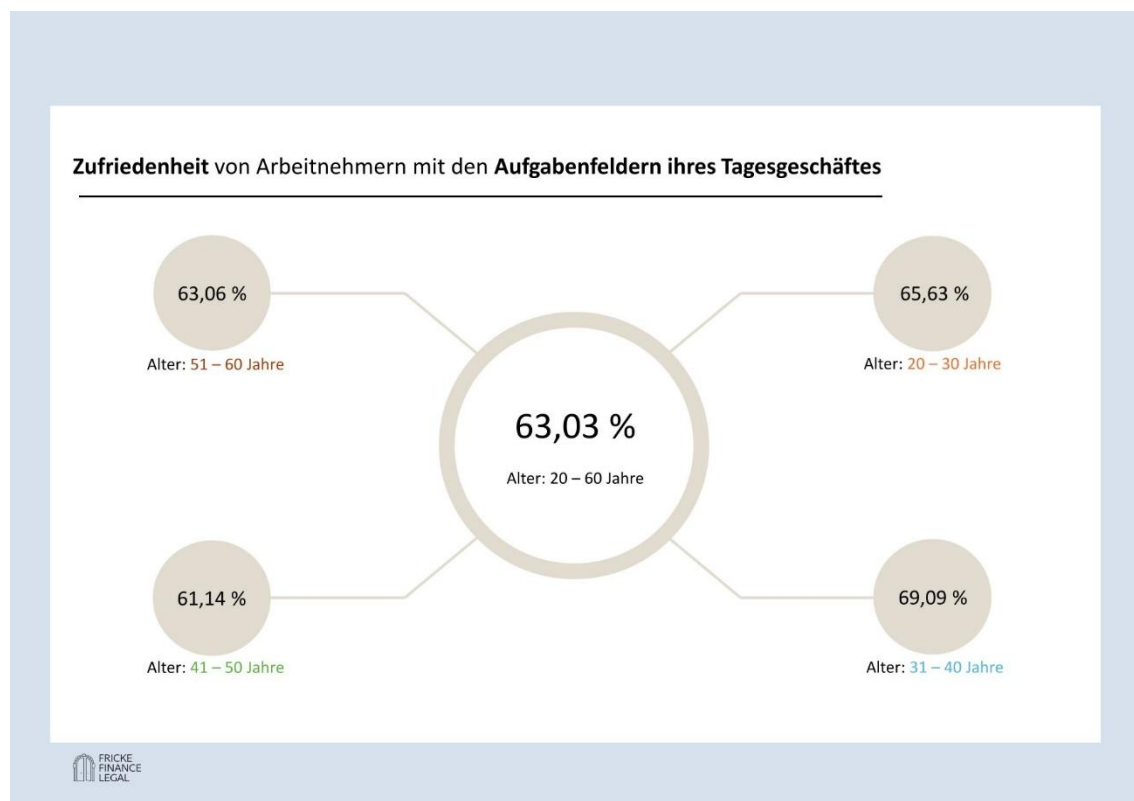 Zufriedenheit von Arbeitnehmern mit den Aufgabenfeldern ihres Tagesgeschäftes
63,06 %
Alter: 51 – 60 Jahre
65,63 %
Alter: 20 – 30 Jahre
63,03 %
Alter: 20 – 60 Jahre
61,14 %
Alter: 41 – 50 Jahre
69,09 %
Alter: 31 – 40 Jahre
FRICKE
FINANCE
LEGAL